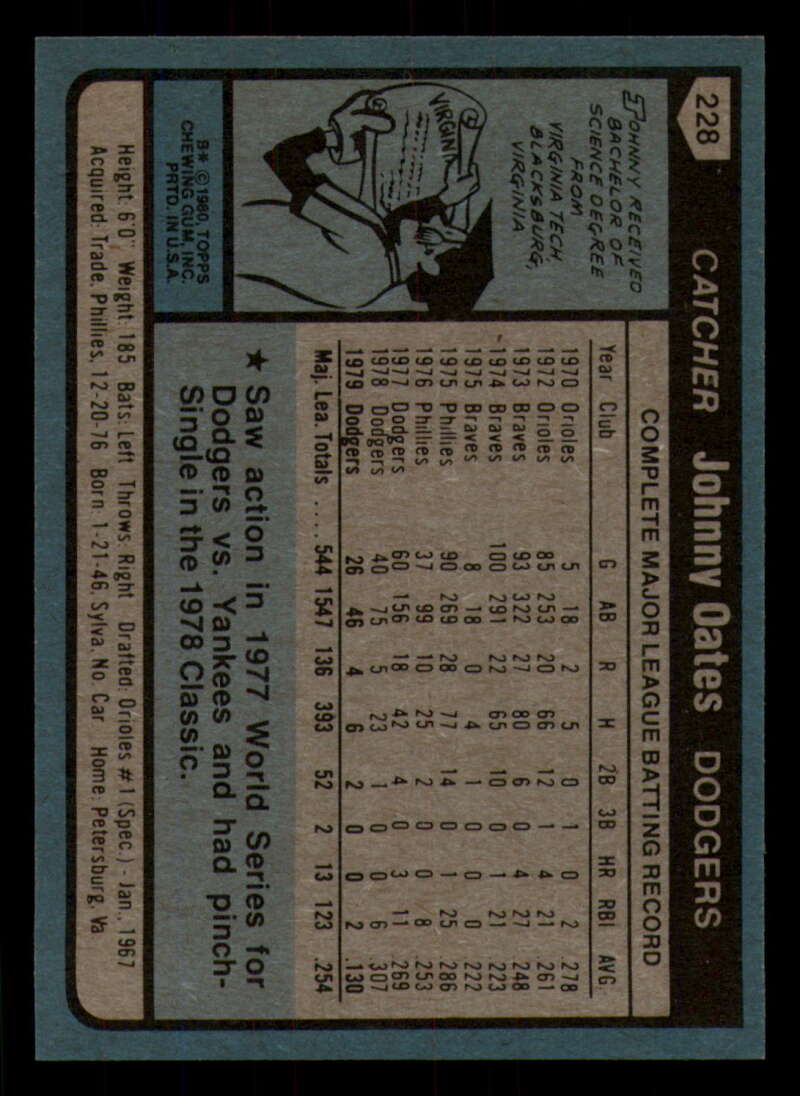 228
CATCHER Johnny Oates DODGERS
JOHNNY RECEIVED
BACHELOR OF
SCIENCE DEGREE
FROM
VIRGINIA TECH
BLACKSBURG,
VIRGINIA
VIRGINIA
B* © 1980, TOPPS
CHEWING GUM, INC.
PRTD. IN U.S.A.
COMPLETE MAJOR LEAGUE BATTING RECORD
Year Club G AB R H 2B 3B HR RBI AVG.
1970 Orioles 5 18 2 5 0 1 0 2 .278
1972 Orioles 85 253 20 66 12 1 4 21 .261
1973 Braves 93 322 27 80 6 0 4 27 .248
1974 Braves 100 291 22 65 10 0 1 21 .223
1975 Braves 8 18 0 4 1 0 0 0 .222
1975 Phillies 90 269 28 77 14 0 1 25 .286
1976 Phillies 37 99 10 25 2 0 0 8 .253
1977 Dodgers 60 156 18 42 4 0 3 11 .269
1978 Dodgers 40 75 5 23 1 0 0 6 .307
1979 Dodgers 26 46 4 6 2 0 0 2 .130
Maj. Lea. Totals .... 544 1547 136 393 52 2 13 123 .254
★ Saw action in 1977 World Series for
Dodgers vs. Yankees and had pinch-
Single in the 1978 Classic.
Height: 6'0" Weight: 185 Bats: Left Throws: Right Drafted: Orioles #1 (Spec.) - Jan., 1967
Acquired: Trade, Phillies, 12-20-76 Born: 1-21-46, Sylva, No. Car Home: Petersburg, Va